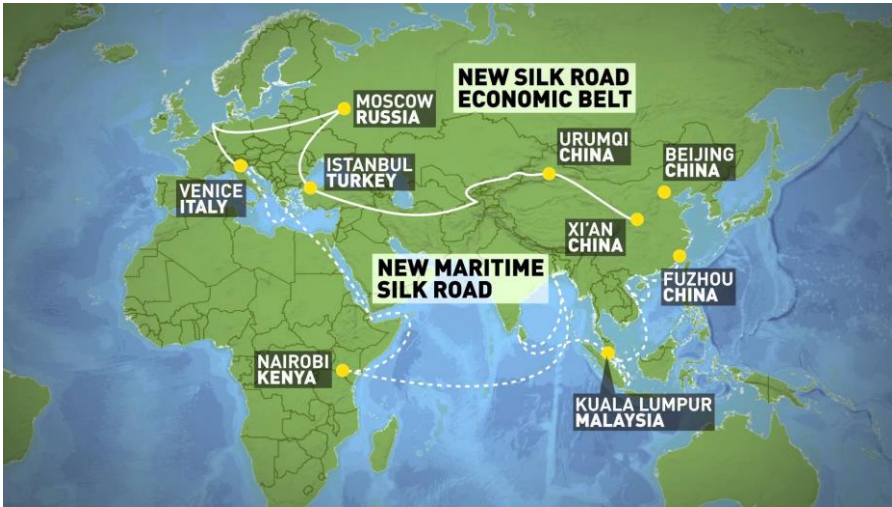 NEW SILK ROAD
ECONOMIC BELT
MOSCOW
RUSSIA
URUMQI
CHINA
BEIJING
CHINA
ISTANBUL
TURKEY
VENICE
ITALY
XI'AN
CHINA
NEW MARITIME
SILK ROAD
FUZHOU
CHINA
NAIROBI
KENYA
KUALA LUMPUR
MALAYSIA